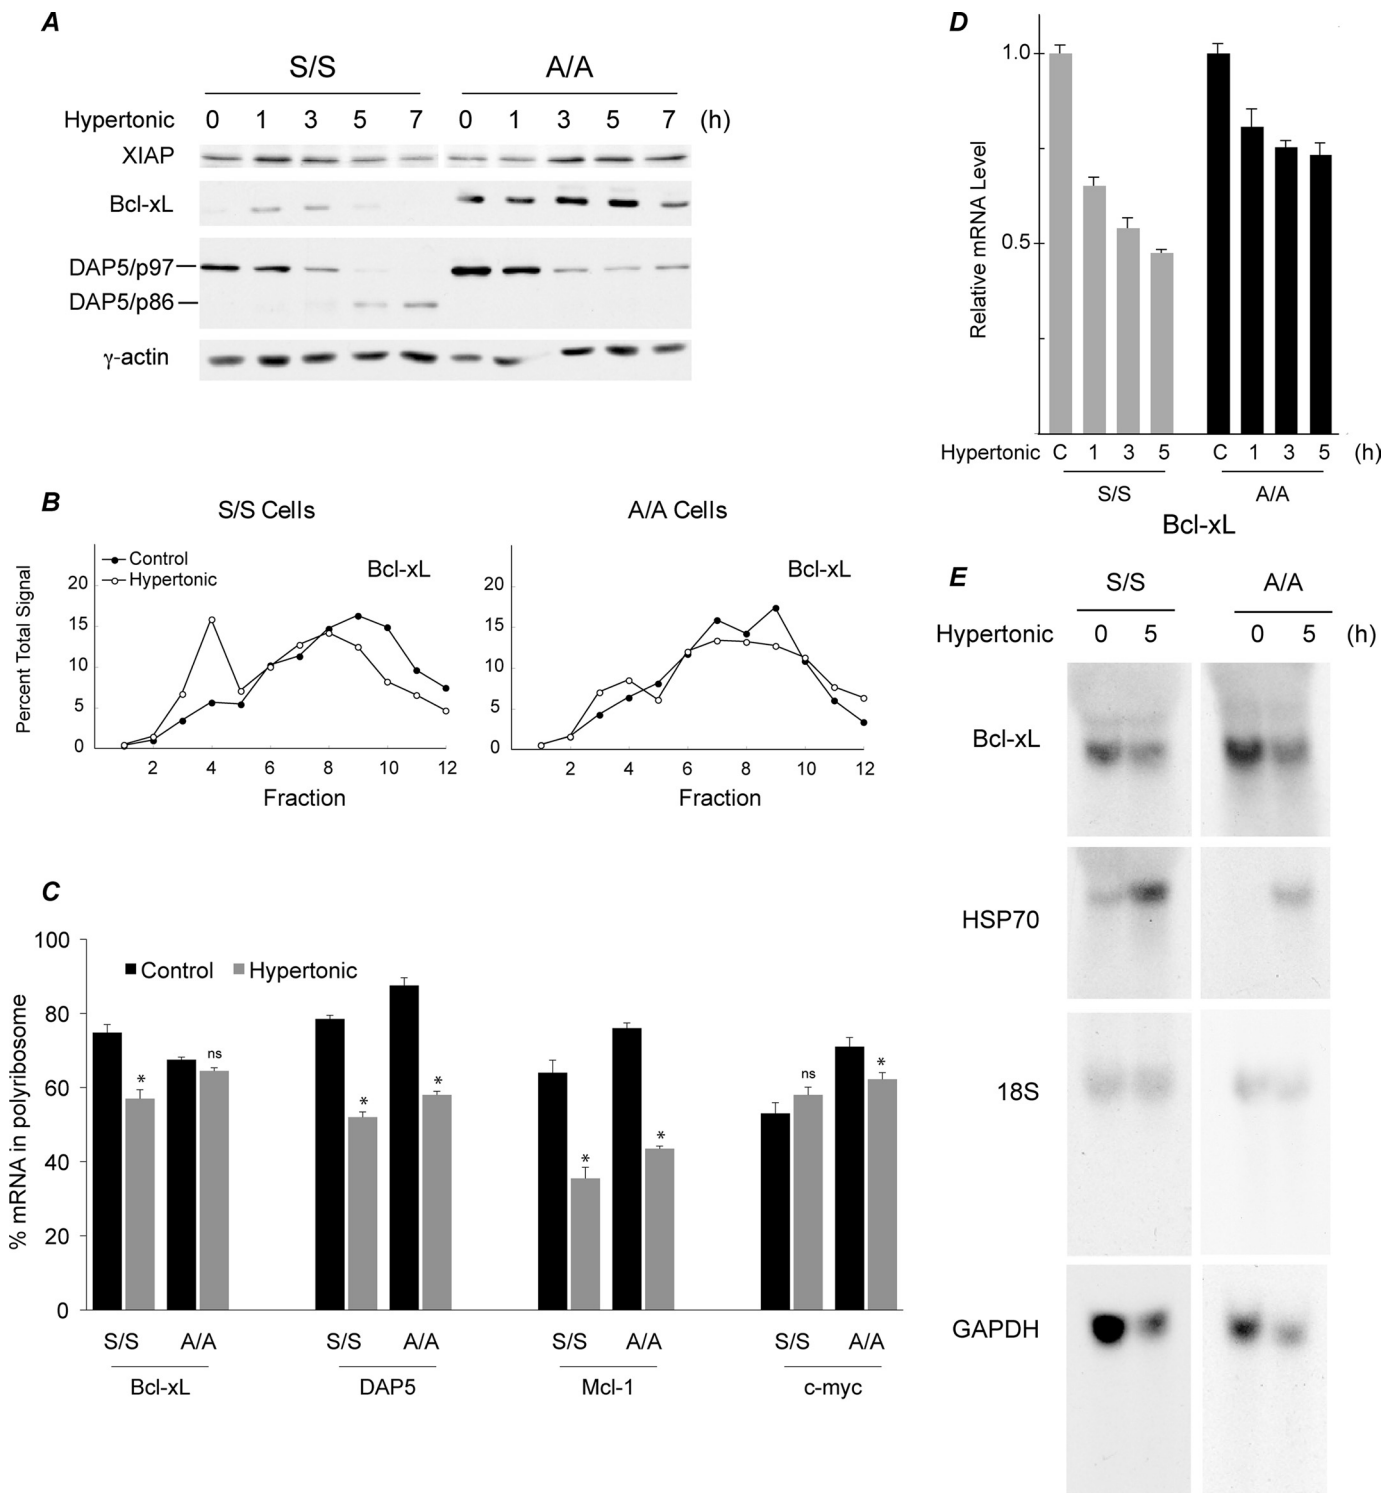 A
S/S A/A
Hypertonic 0 1 3 5 7 0 1 3 5 7 (h)
XIAP
Bcl-xL
DAP5/p97
DAP5/p86
γ-actin
B
S/S Cells A/A Cells
Control
Hypertonic
Bcl-xL Bcl-xL
Percent Total Signal
20
15
10
5
0
2 4 6 8 10 12
Fraction
20
15
10
5
0
2 4 6 8 10 12
Fraction
C
100
80
60
40
20
0
% mRNA in polyribosome
Control Hypertonic
* ns * * * * ns *
S/S A/A S/S A/A S/S A/A S/S A/A
Bcl-xL DAP5 Mcl-1 c-myc
D
1.0
0.5
Relative mRNA Level
Hypertonic C 1 3 5 C 1 3 5 (h)
S/S A/A
Bcl-xL
E
S/S A/A
Hypertonic 0 5 0 5 (h)
Bcl-xL
HSP70
18S
GAPDH